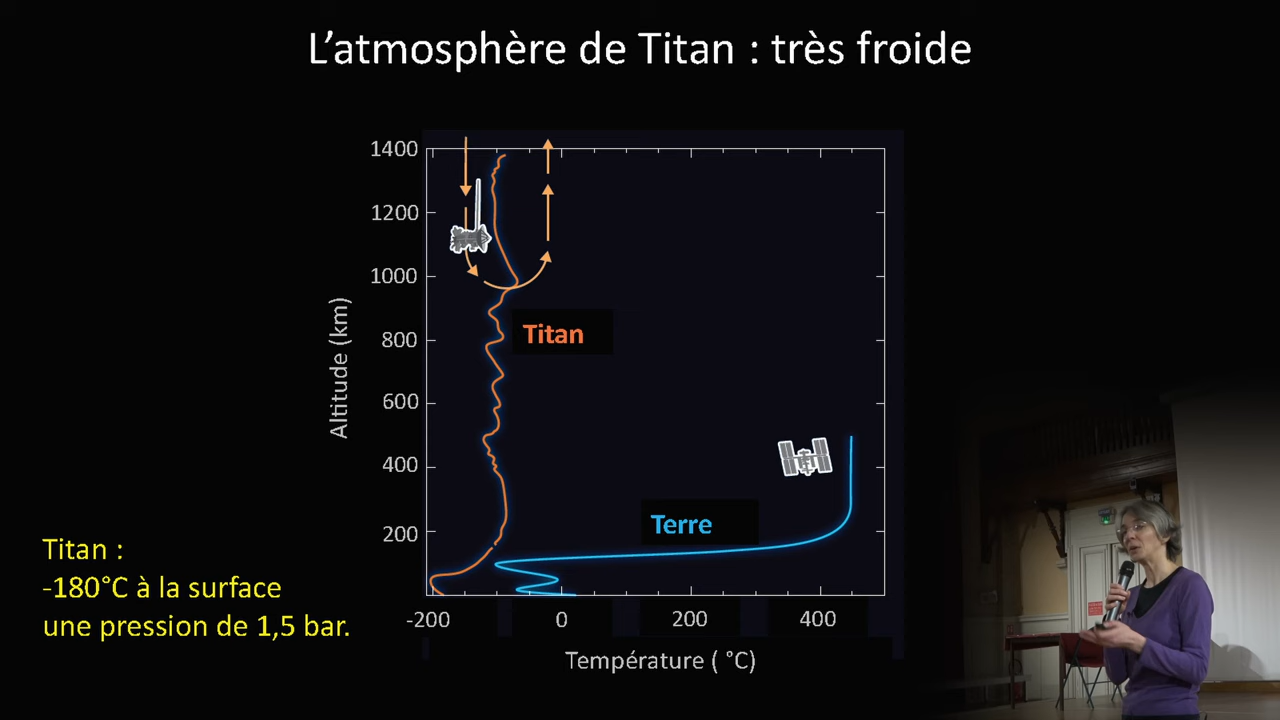 L’atmosphère de Titan : très froide
1400
1200
1000
800
600
400
200
Altitude (km)
Titan
Terre
-200 0 200 400
Température ( °C)
Titan :
-180°C à la surface
une pression de 1,5 bar.